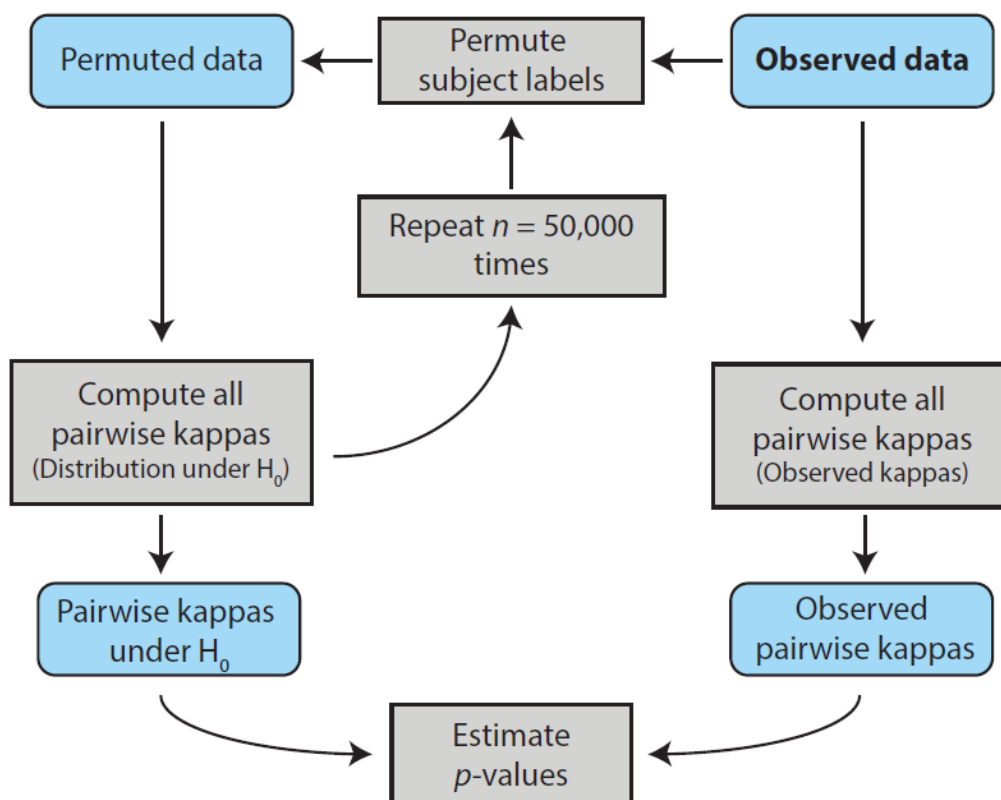 Permuted data
Permute
subject labels
Observed data
Repeat n = 50,000
times
Compute all
pairwise kappas
(Distribution under H₀)
Compute all
pairwise kappas
(Observed kappas)
Pairwise kappas
under H₀
Observed
pairwise kappas
Estimate
p-values